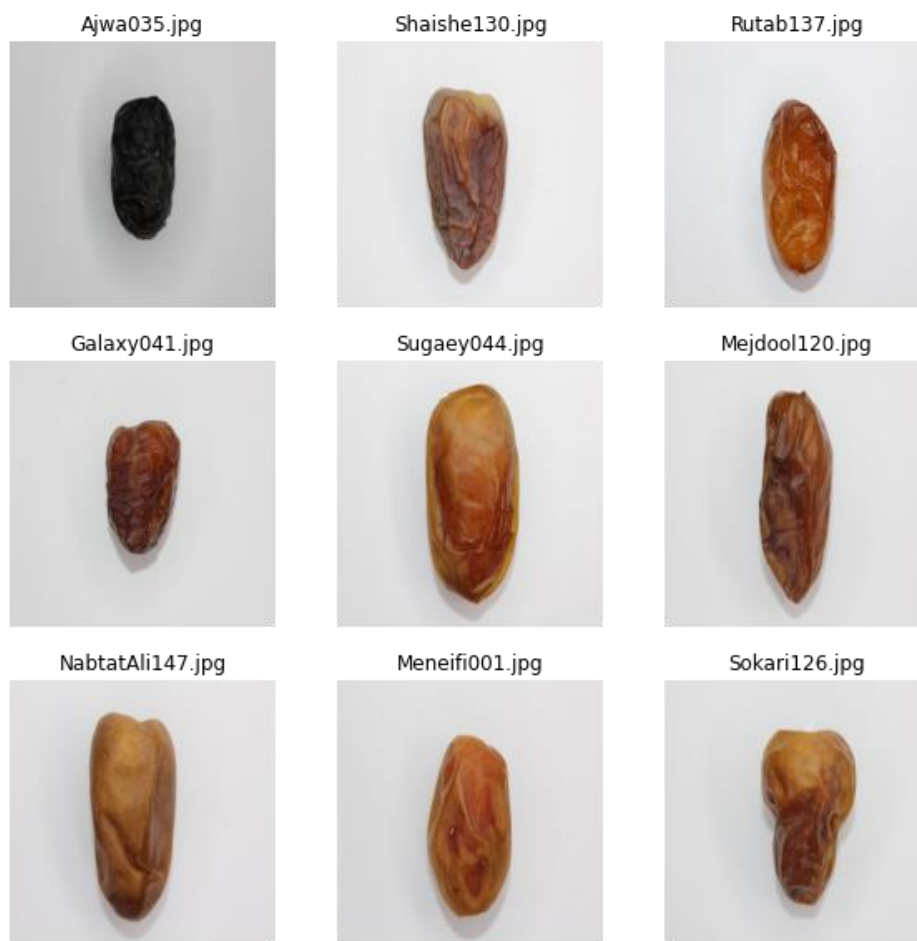 Ajwa035.jpg
Shaishe130.jpg
Rutab137.jpg
Galaxy041.jpg
Sugaey044.jpg
Mejdool120.jpg
NabtatAli147.jpg
Meneifi001.jpg
Sokari126.jpg